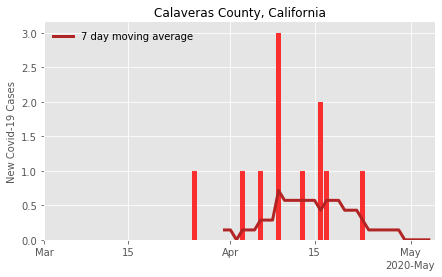 Calaveras County, California
7 day moving average
New Covid-19 Cases
3.0
2.5
2.0
1.5
1.0
0.5
0.0
Mar 15 Apr 15 May
2020-May